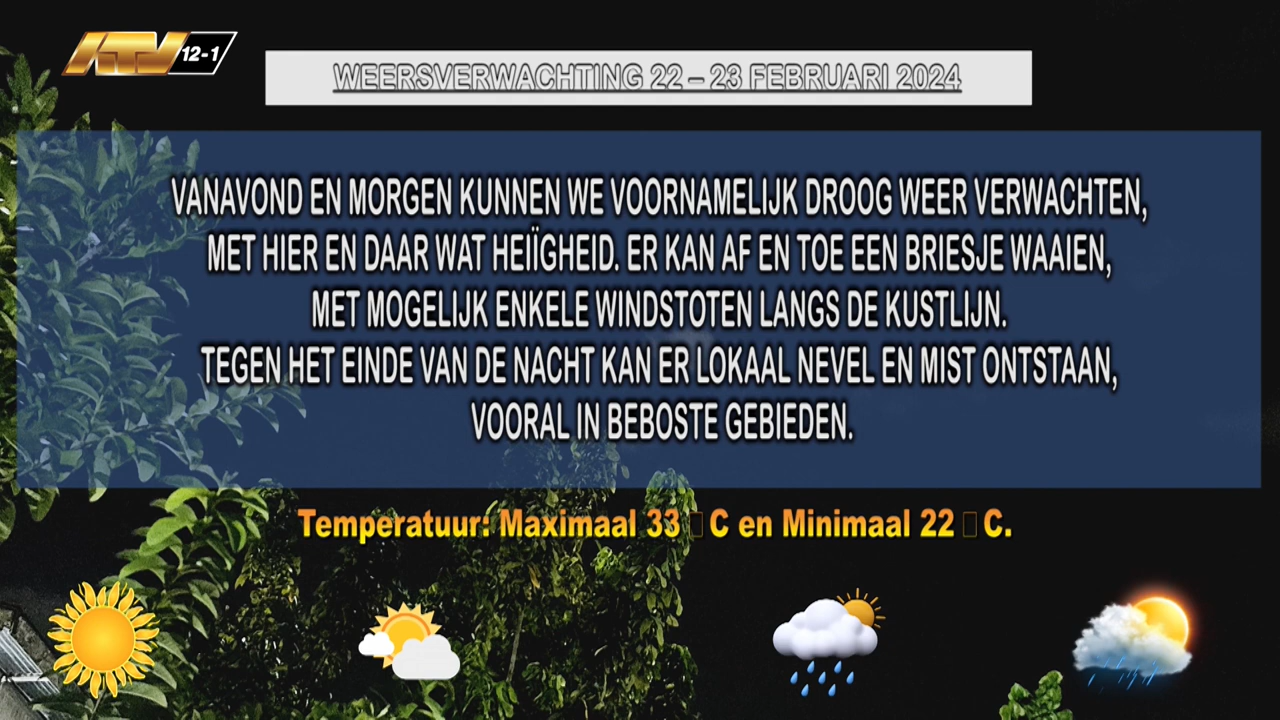 ATV 12-1
WEERSVERWACHTING 22 – 23 FEBRUARI 2024
VANAVOND EN MORGEN KUNNEN WE VOORNAMELIJK DROOG WEER VERWACHTEN,
MET HIER EN DAAR WAT HEIÏGHEID. ER KAN AF EN TOE EEN BRIESJE WAAIEN,
MET MOGELIJK ENKELE WINDSTOTEN LANGS DE KUSTLIJN.
TEGEN HET EINDE VAN DE NACHT KAN ER LOKAAL NEVEL EN MIST ONTSTAAN,
VOORAL IN BEBOSTE GEBIEDEN.
Temperatuur: Maximaal 33 ▯C en Minimaal 22 ▯C.